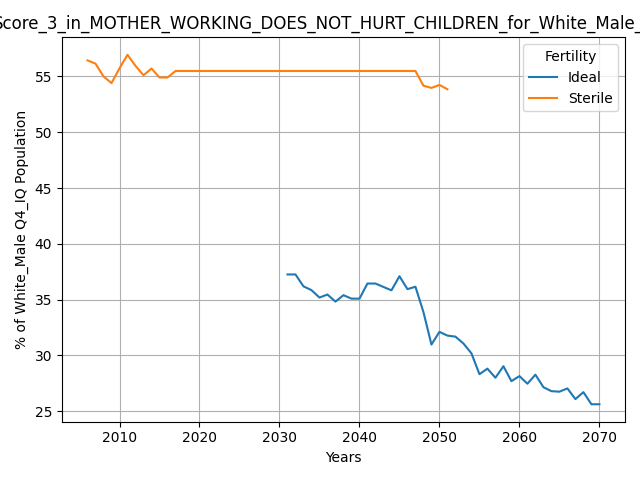 Score_3_in_MOTHER_WORKING_DOES_NOT_HURT_CHILDREN_for_White_Male_
Fertility
Ideal
Sterile
% of White_Male Q4_IQ Population
55
50
45
40
35
30
25
2010 2020 2030 2040 2050 2060 2070
Years